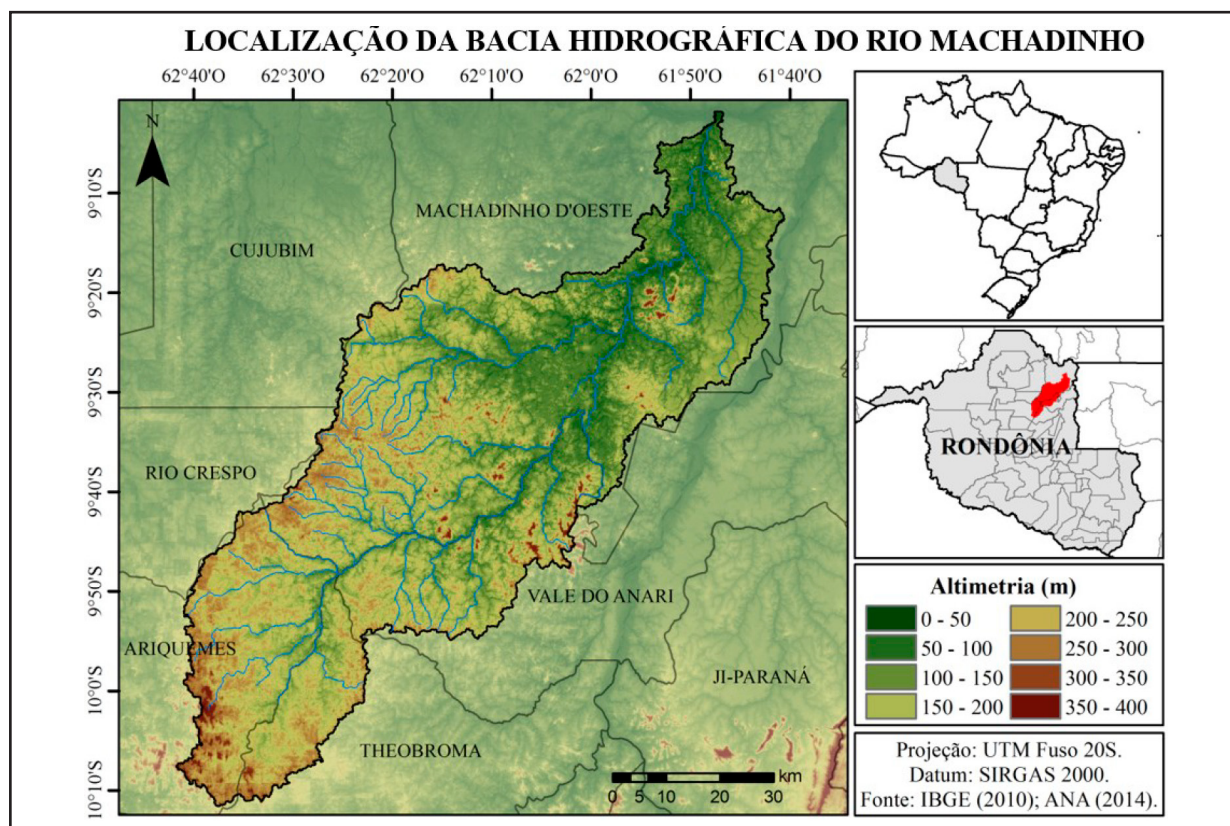 LOCALIZAÇÃO DA BACIA HIDROGRÁFICA DO RIO MACHADINHO
62°40'O 62°30'O 62°20'O 62°10'O 62°0'O 61°50'O 61°40'O
N
9°10'S
9°20'S
9°30'S
9°40'S
9°50'S
10°0'S
10°10'S
MACHADINHO D'OESTE
CUJUBIM
RIO CRESPO
VALE DO ANARI
ARIQUEMES
JI-PARANÁ
THEOBROMA
km
0 5 10 20 30
RONDÔNIA
Altimetria (m)
0 - 50
50 - 100
100 - 150
150 - 200
200 - 250
250 - 300
300 - 350
350 - 400
Projeção: UTM Fuso 20S.
Datum: SIRGAS 2000.
Fonte: IBGE (2010); ANA (2014).